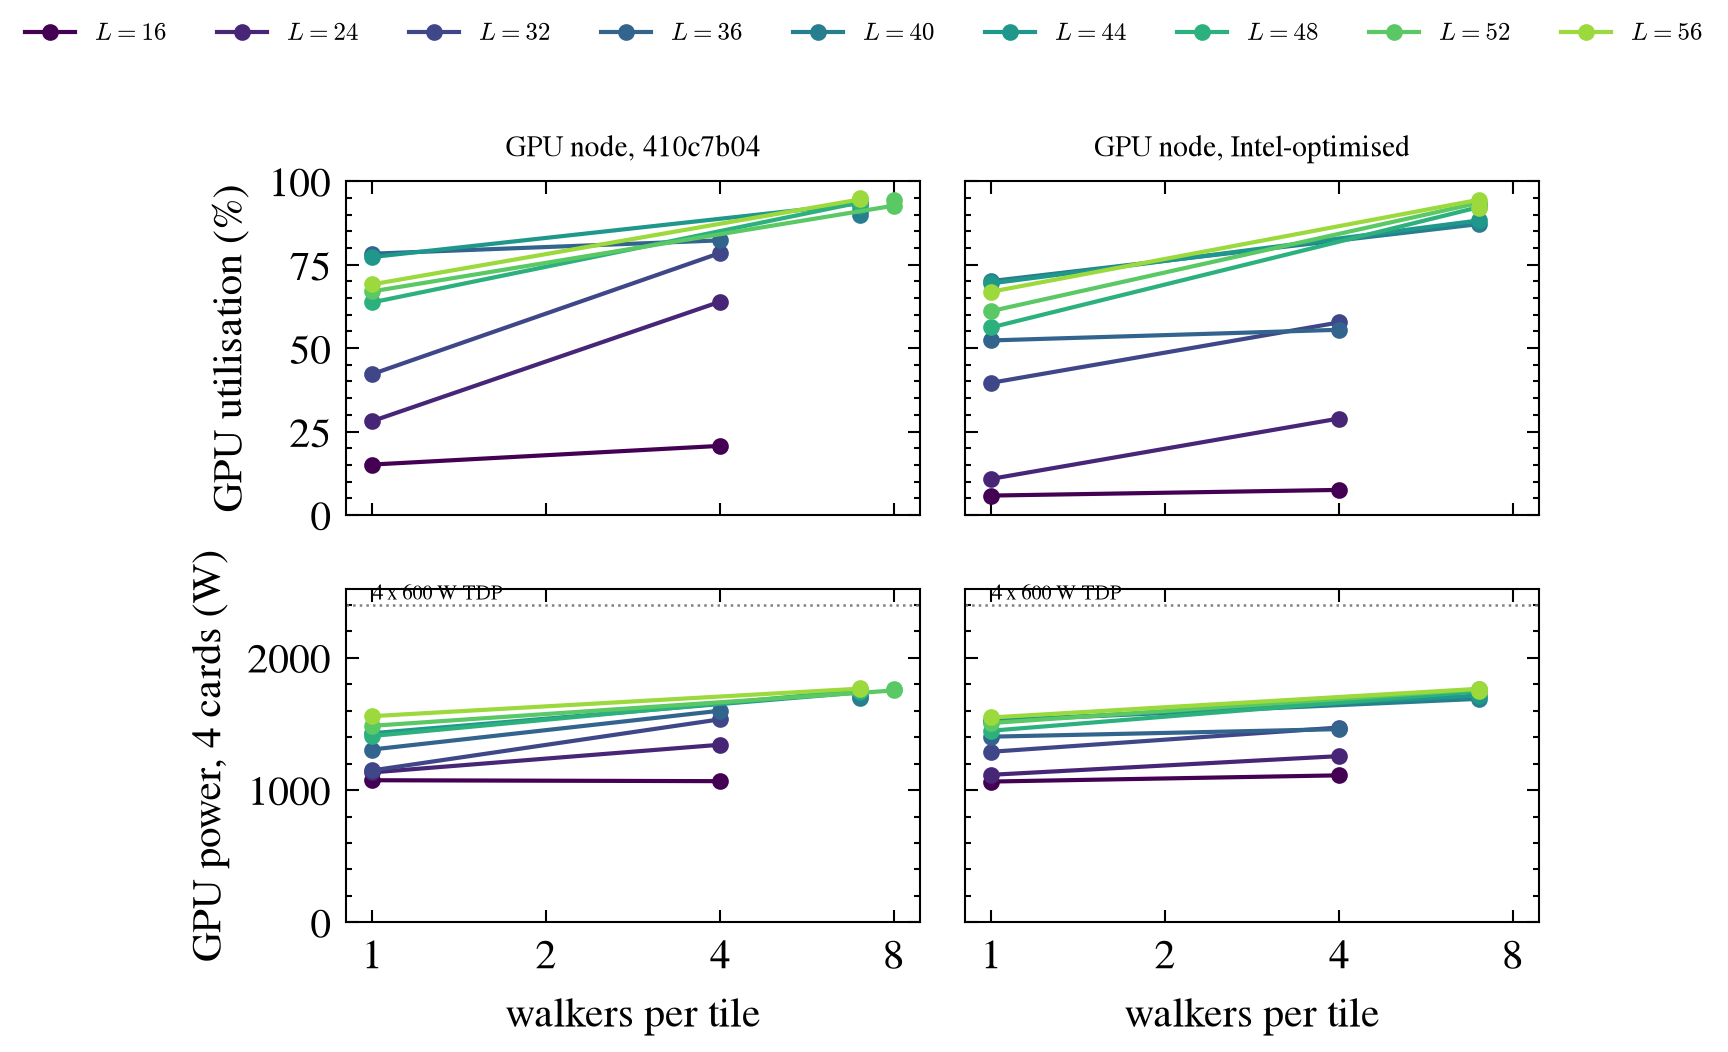 L = 16 L = 24 L = 32 L = 36 L = 40 L = 44 L = 48 L = 52 L = 56
GPU node, 410c7b04
GPU node, Intel-optimised
GPU utilisation (%)
100
75
50
25
0
GPU power, 4 cards (W)
4 x 600 W TDP
4 x 600 W TDP
2000
1000
0
1 2 4 8
1 2 4 8
walkers per tile
walkers per tile